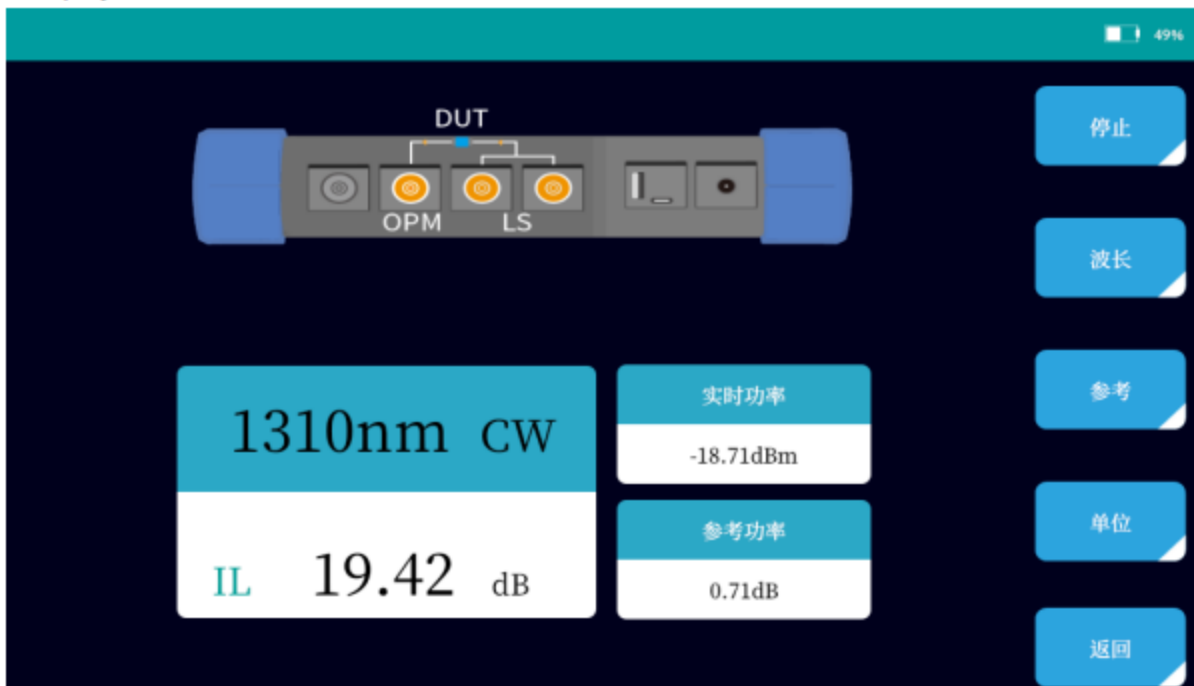 49%
DUT
OPM LS
停止
波长
参考
单位
返回
1310nm CW
IL 19.42 dB
实时功率
-18.71dBm
参考功率
0.71dB